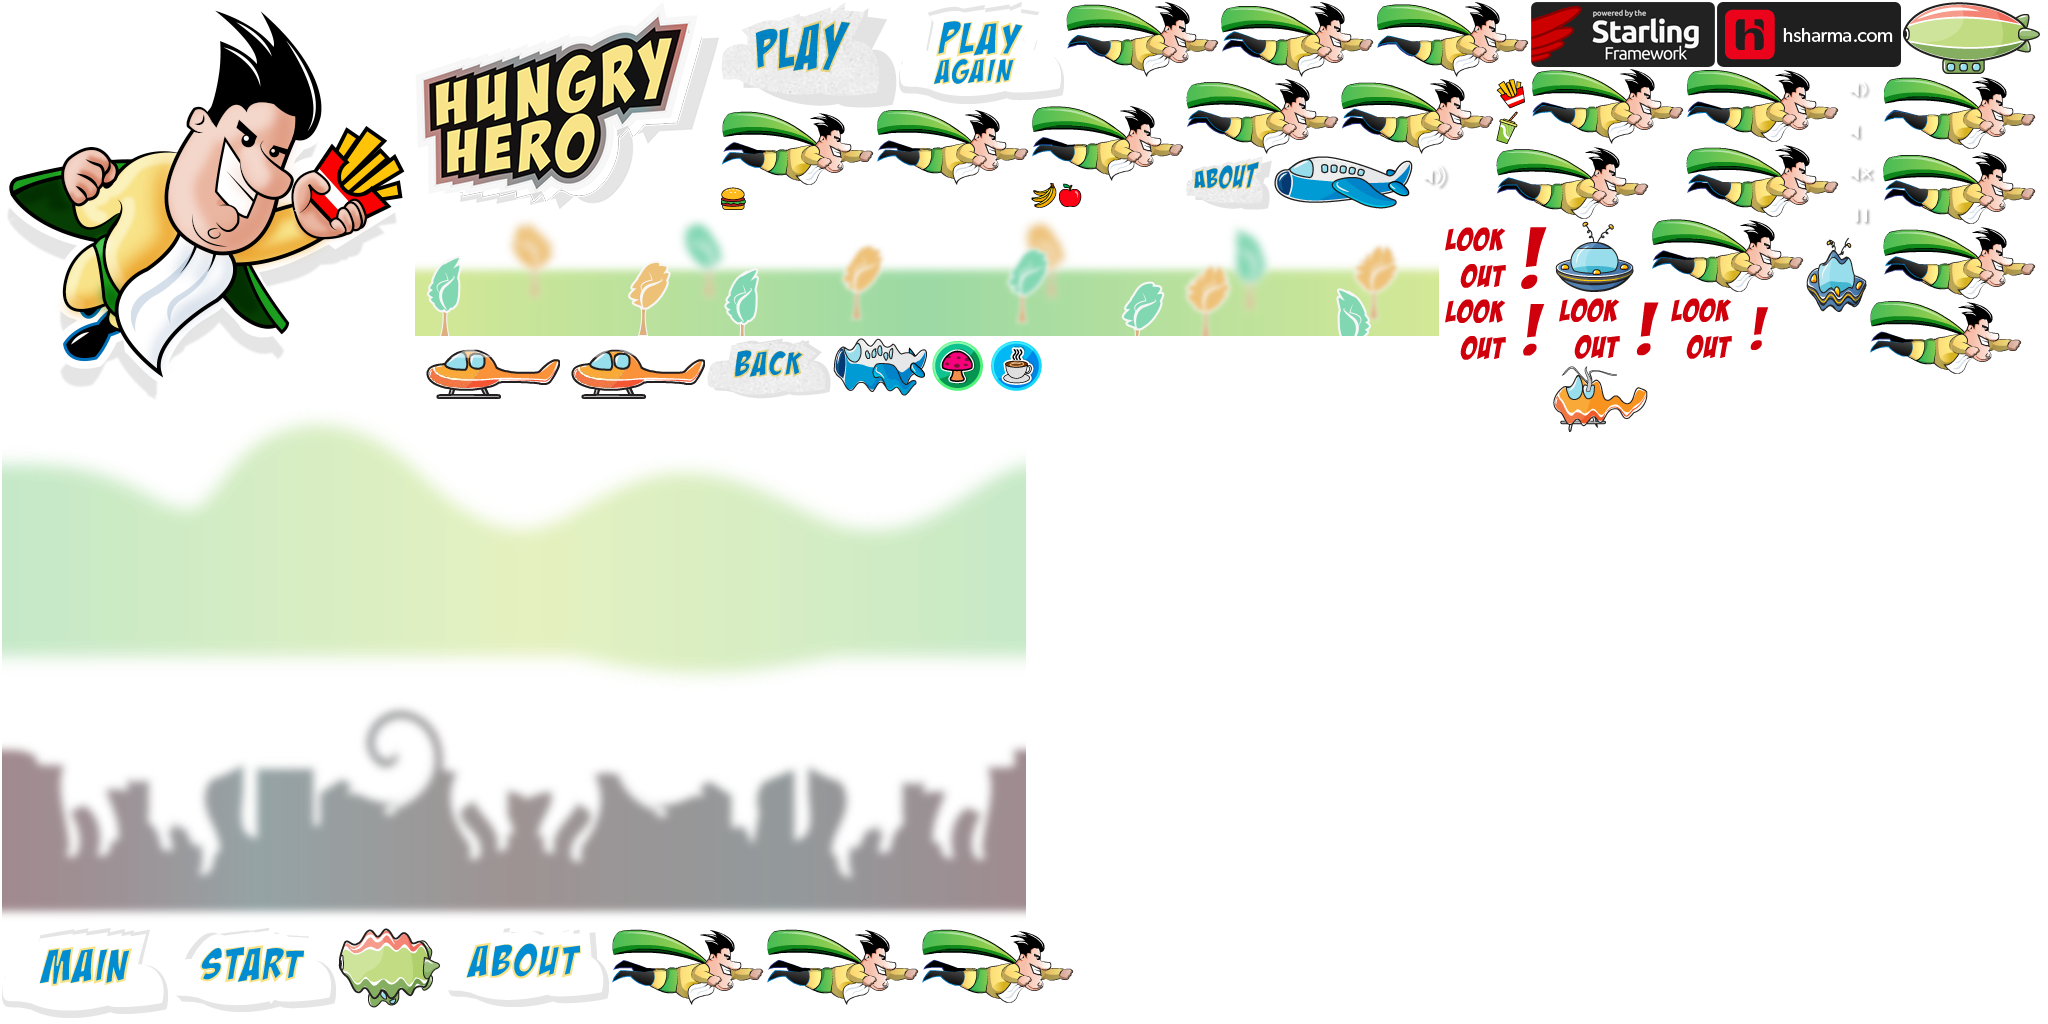 HUNGRY
HERO
PLAY
PLAY
AGAIN
powered by the
Starling
Framework
h
hsharma.com
ABOUT
LOOK
OUT !
LOOK
OUT !
LOOK
OUT !
LOOK
OUT !
BACK
MAIN
START
ABOUT